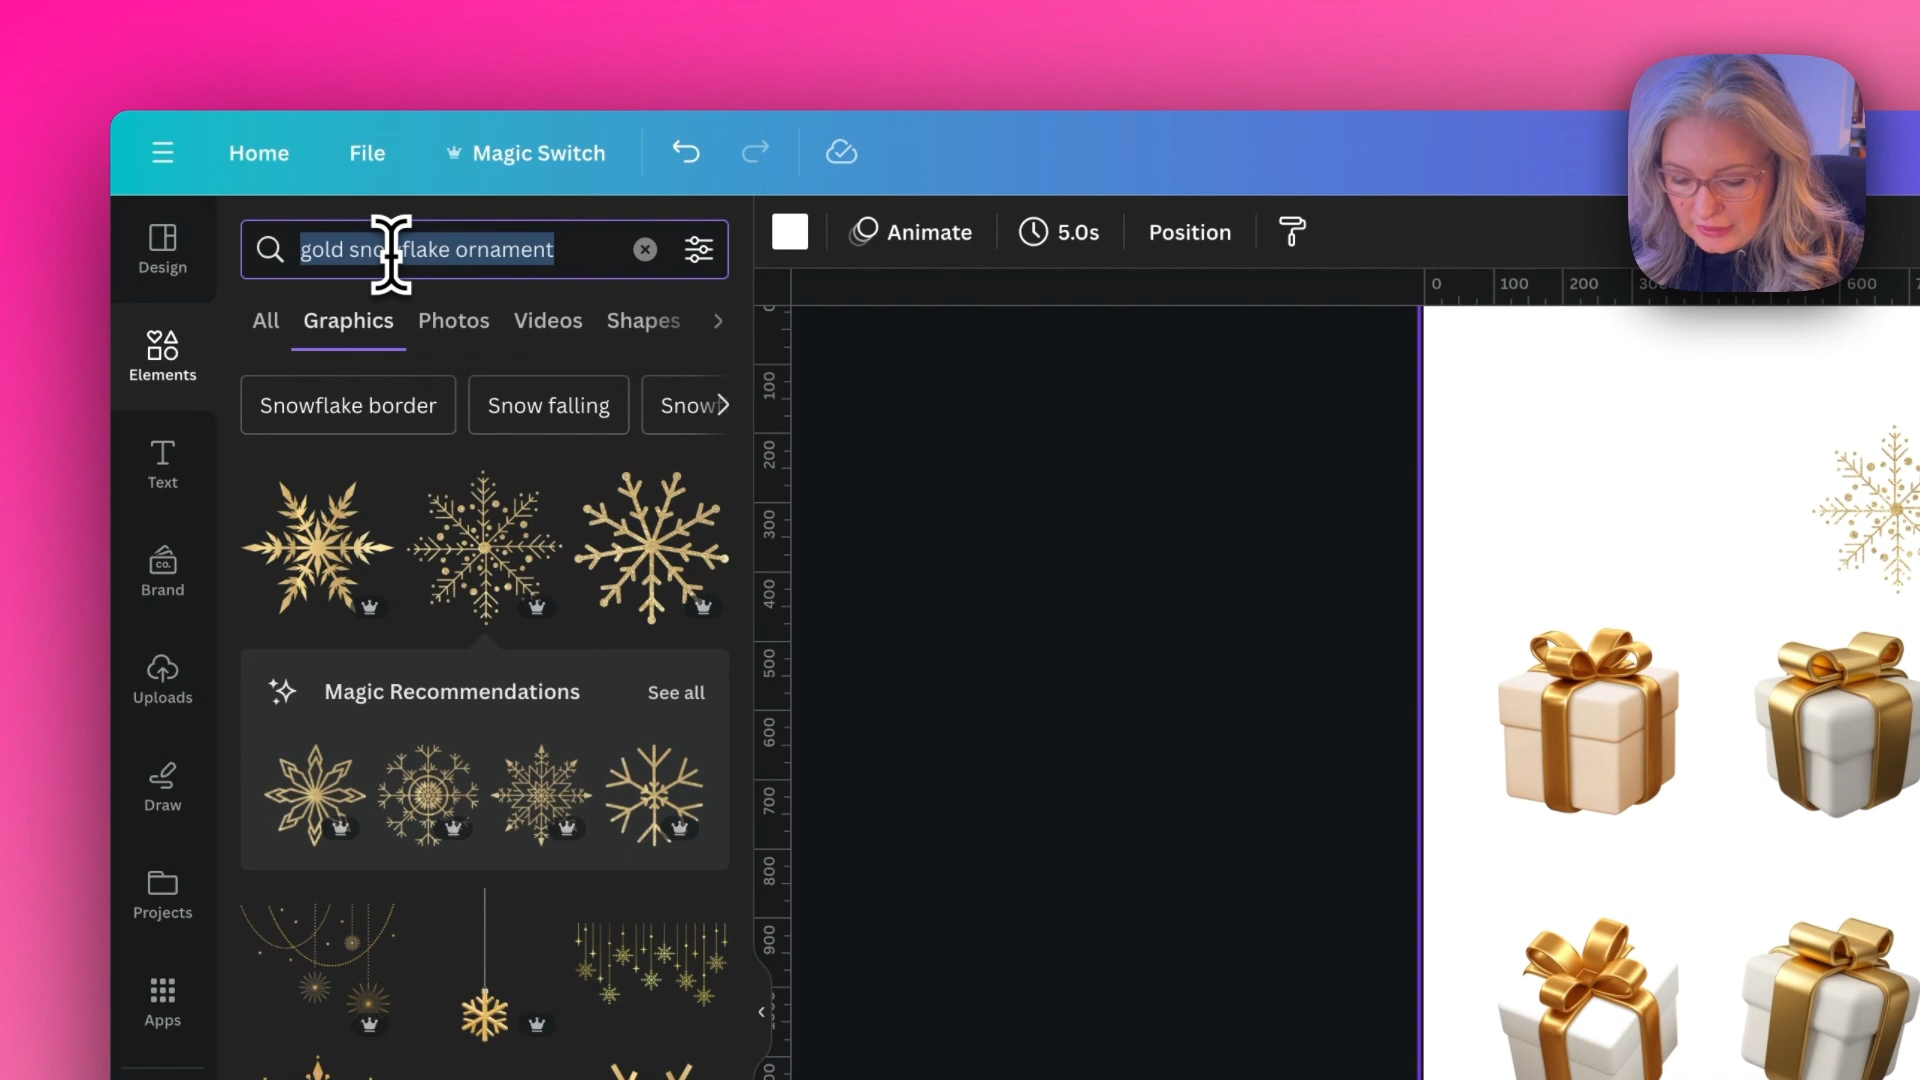 Home File Magic Switch
Design
gold snowflake ornament
Animate 5.0s Position
0 100 200 600
All Graphics Photos Videos Shapes
Elements
Snowflake border Snow falling
Text
Brand
CO.
Uploads
Magic Recommendations See all
Draw
Projects
Apps
100
200
300
400
500
600
700
800
900